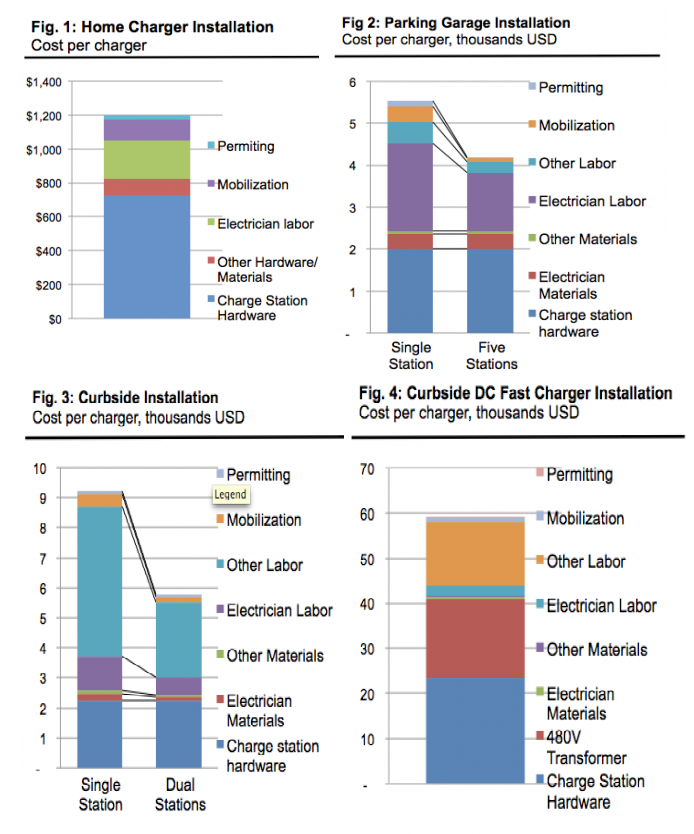 Fig. 1: Home Charger Installation
Cost per charger
$1,400
$1,200
$1,000
$800
$600
$400
$200
$0
Permiting
Mobilization
Electrician labor
Other Hardware/
Materials
Charge Station
Hardware
Fig 2: Parking Garage Installation
Cost per charger, thousands USD
6
5
4
3
2
1
-
Permitting
Mobilization
Other Labor
Electrician Labor
Other Materials
Electrician
Materials
Charge station
hardware
Single
Station
Five
Stations
Fig. 3: Curbside Installation
Cost per charger, thousands USD
10
9
8
7
6
5
4
3
2
1
-
Permitting
Legend
Mobilization
Other Labor
Electrician Labor
Other Materials
Electrician
Materials
Charge station
hardware
Single
Station
Dual
Stations
Fig. 4: Curbside DC Fast Charger Installation
Cost per charger, thousands USD
70
60
50
40
30
20
10
-
Permitting
Mobilization
Other Labor
Electrician Labor
Other Materials
Electrician
Materials
480V
Transformer
Charge Station
Hardware